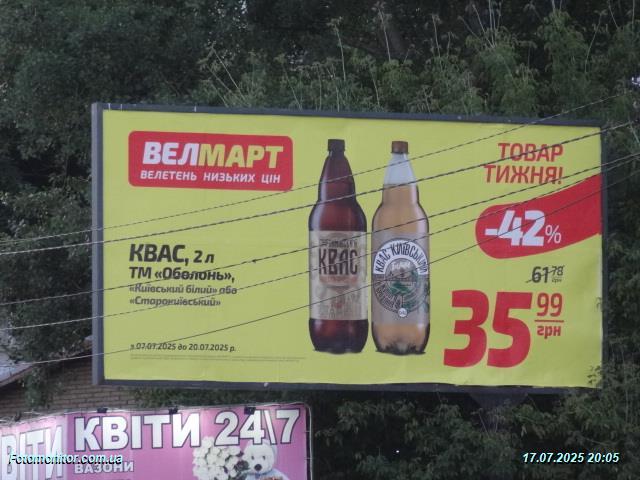 ВЕЛМАРТ
ВЕЛЕТЕНЬ НИЗЬКИХ ЦІН
ТОВАР
ТИЖНЯ!
-42%
КВАС, 2 л
ТМ «Оболонь»,
«Київський білий» або
«Старокиївський»
КВАС
КВАС КИЇВСЬКИЙ
61 78
грн
35 99
грн
з 07.07.2025 до 20.07.2025 р.
ВІТИ
КВІТИ 24\7
ВАЗОНИ
Fotomonitor.com.ua
17.07.2025 20:05